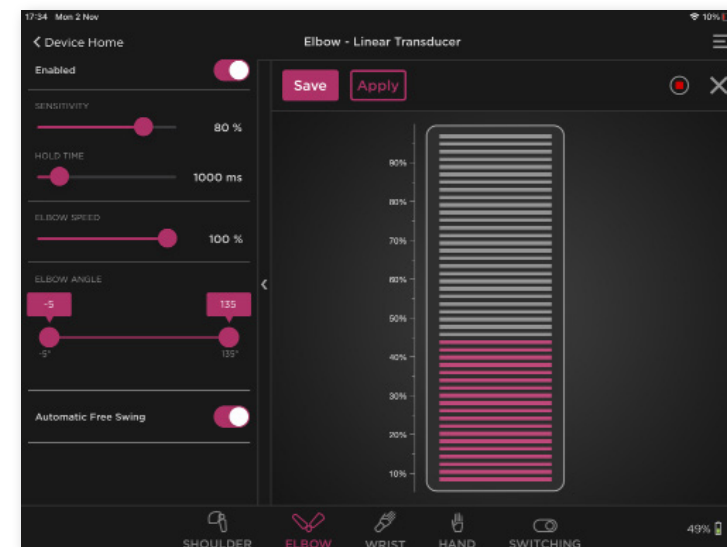 17:34 Mon 2 Nov
10%
Device Home
Elbow - Linear Transducer
Enabled
Save
Apply
SENSITIVITY
80 %
HOLD TIME
1000 ms
ELBOW SPEED
100 %
ELBOW ANGLE
-5
135
-5°
135°
Automatic Free Swing
90%
80%
70%
60%
50%
40%
30%
20%
10%
SHOULDER
ELBOW
WRIST
HAND
SWITCHING
49%